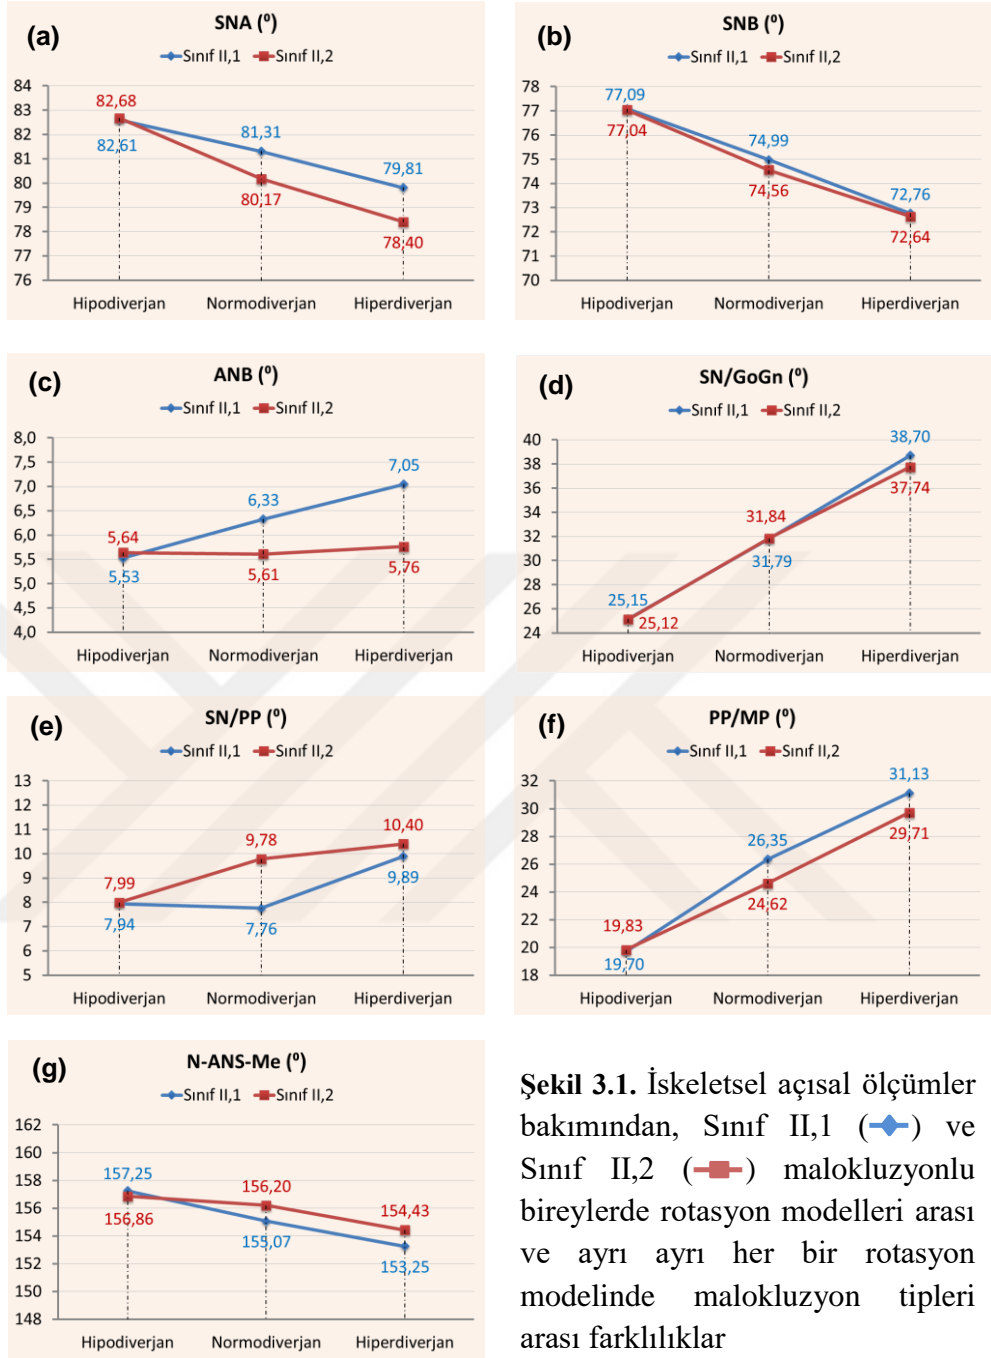 (a)
SNA (⁰)
Sınıf II,1 Sınıf II,2
84
83
82
81
80
79
78
77
76
82,68
82,61
81,31
80,17
79,81
78,40
Hipodiverjan Normodiverjan Hiperdiverjan
(b)
SNB (⁰)
Sınıf II,1 Sınıf II,2
78
77
76
75
74
73
72
71
70
77,09
77,04
74,99
74,56
72,76
72,64
Hipodiverjan Normodiverjan Hiperdiverjan
(c)
ANB (⁰)
Sınıf II,1 Sınıf II,2
8,0
7,5
7,0
6,5
6,0
5,5
5,0
4,5
4,0
5,64
5,53
6,33
5,61
7,05
5,76
Hipodiverjan Normodiverjan Hiperdiverjan
(d)
SN/GoGn (⁰)
Sınıf II,1 Sınıf II,2
40
38
36
34
32
30
28
26
24
25,15
25,12
31,84
31,79
38,70
37,74
Hipodiverjan Normodiverjan Hiperdiverjan
(e)
SN/PP (⁰)
Sınıf II,1 Sınıf II,2
13
12
11
10
9
8
7
6
5
7,99
7,94
9,78
7,76
10,40
9,89
Hipodiverjan Normodiverjan Hiperdiverjan
(f)
PP/MP (⁰)
Sınıf II,1 Sınıf II,2
32
30
28
26
24
22
20
18
19,83
19,70
26,35
24,62
31,13
29,71
Hipodiverjan Normodiverjan Hiperdiverjan
(g)
N-ANS-Me (⁰)
Sınıf II,1 Sınıf II,2
162
160
158
156
154
152
150
148
157,25
156,86
156,20
155,07
154,43
153,25
Hipodiverjan Normodiverjan Hiperdiverjan
Şekil 3.1. İskeletsel açısal ölçümler
bakımından, Sınıf II,1 ( ) ve
Sınıf II,2 ( ) malokluzyonlu
bireylerde rotasyon modelleri arası
ve ayrı ayrı her bir rotasyon
modelinde malokluzyon tipleri
arası farklılıklar